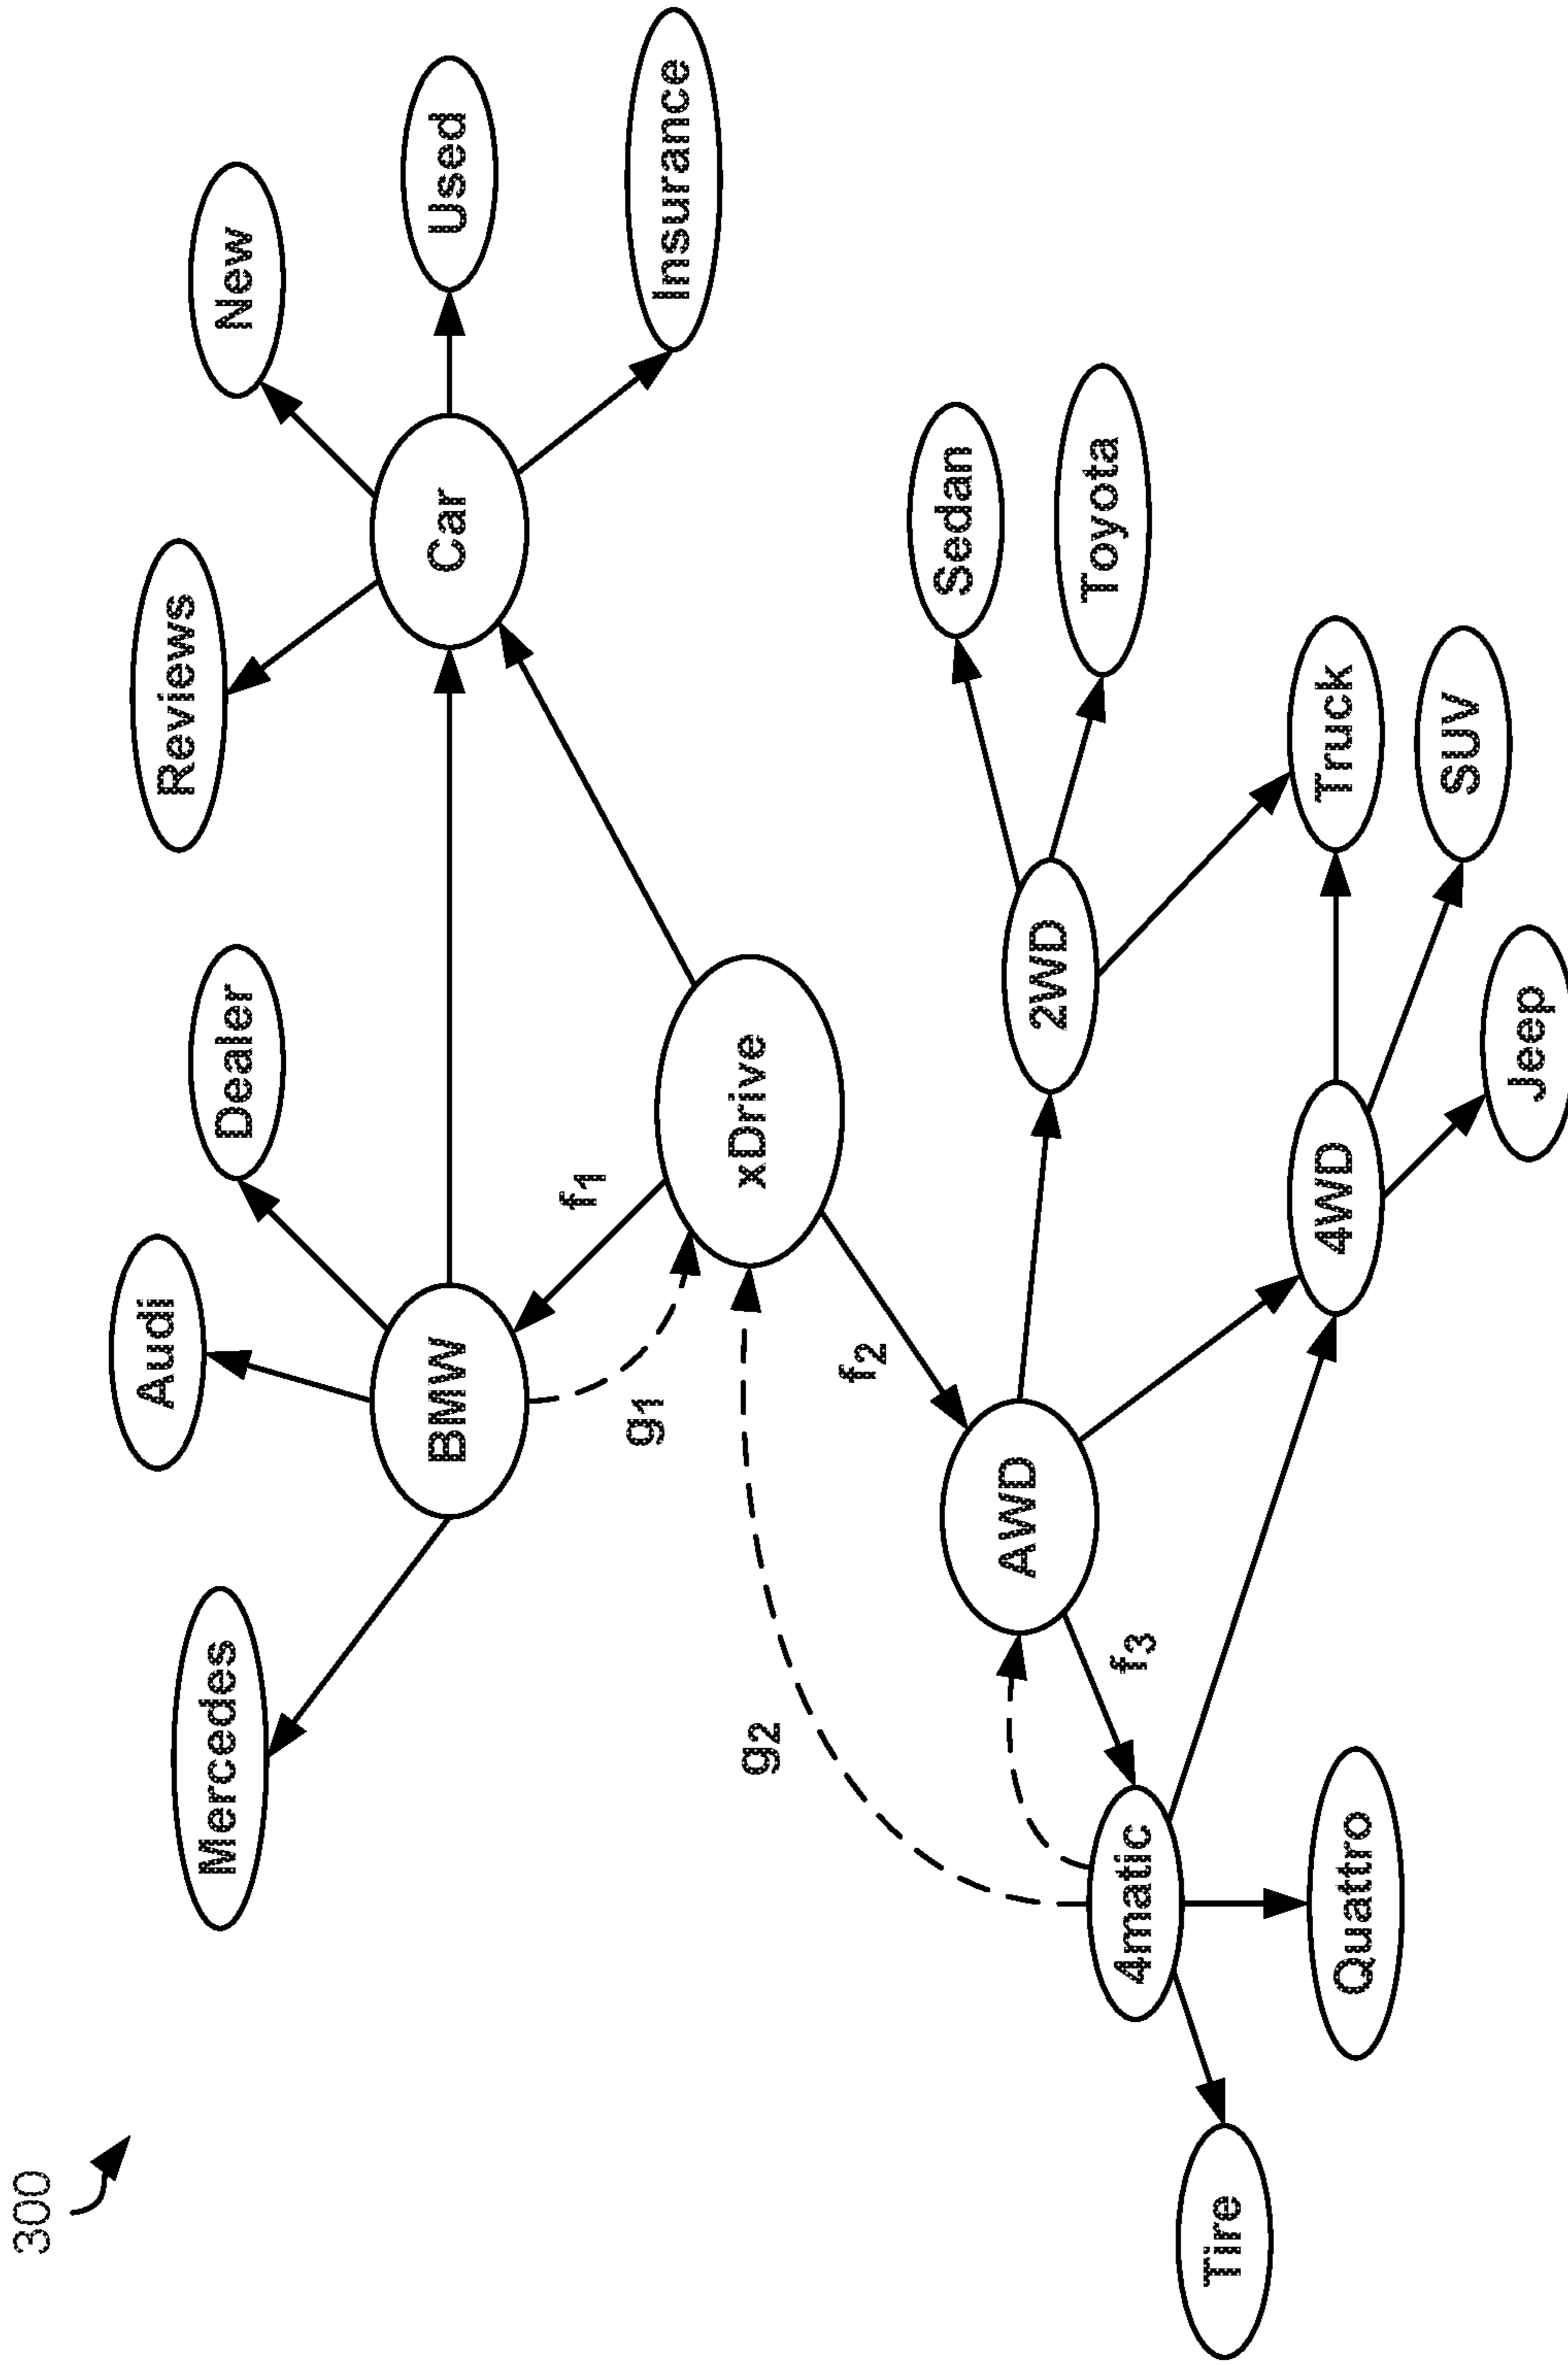 300
Mercedes
Audi
Dealer
Reviews
New
BMW
Car
Used
g1
f1
Insurance
g2
xDrive
f2
AWD
Sedan
f3
2WD
Toyota
4matic
Tire
Quattro
4WD
Truck
SUV
Jeep